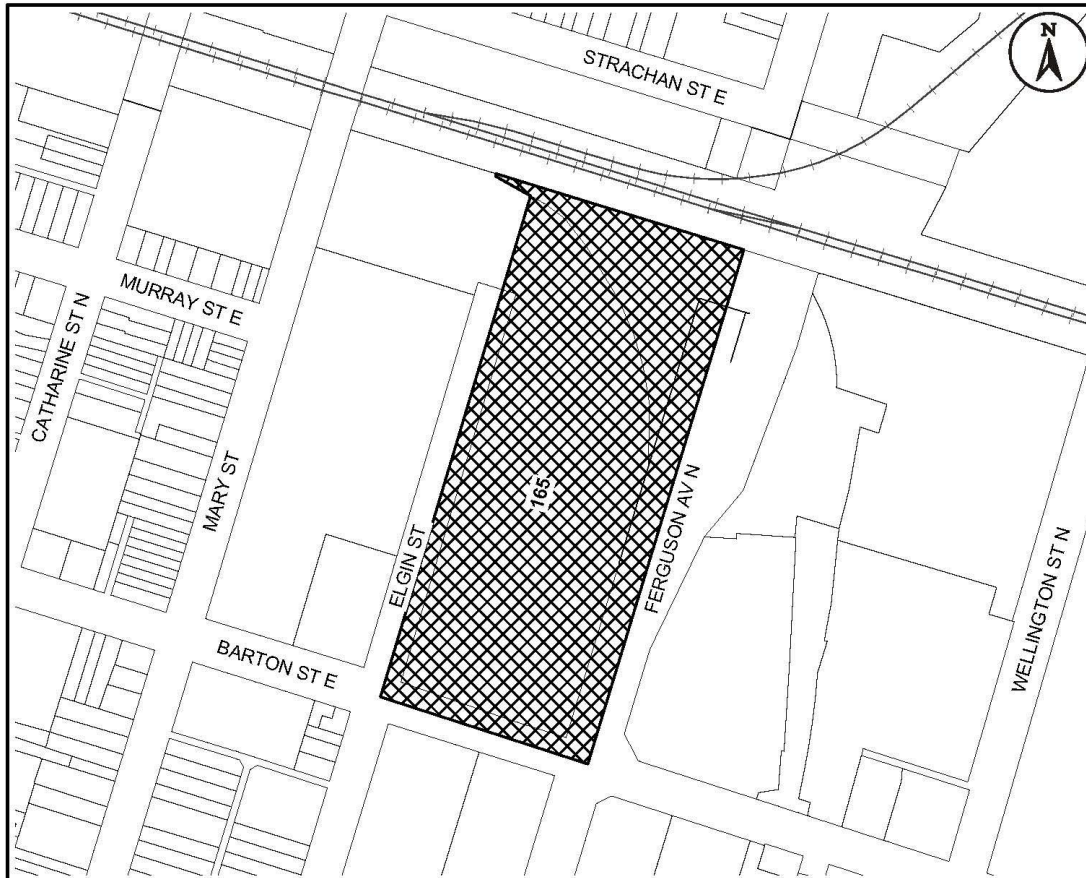 N
STRACHAN ST E
MURRAY ST E
CATHARINE ST N
MARY ST
165
ELGIN ST
FERGUSON AV N
BARTON ST E
WELLINGTON ST N